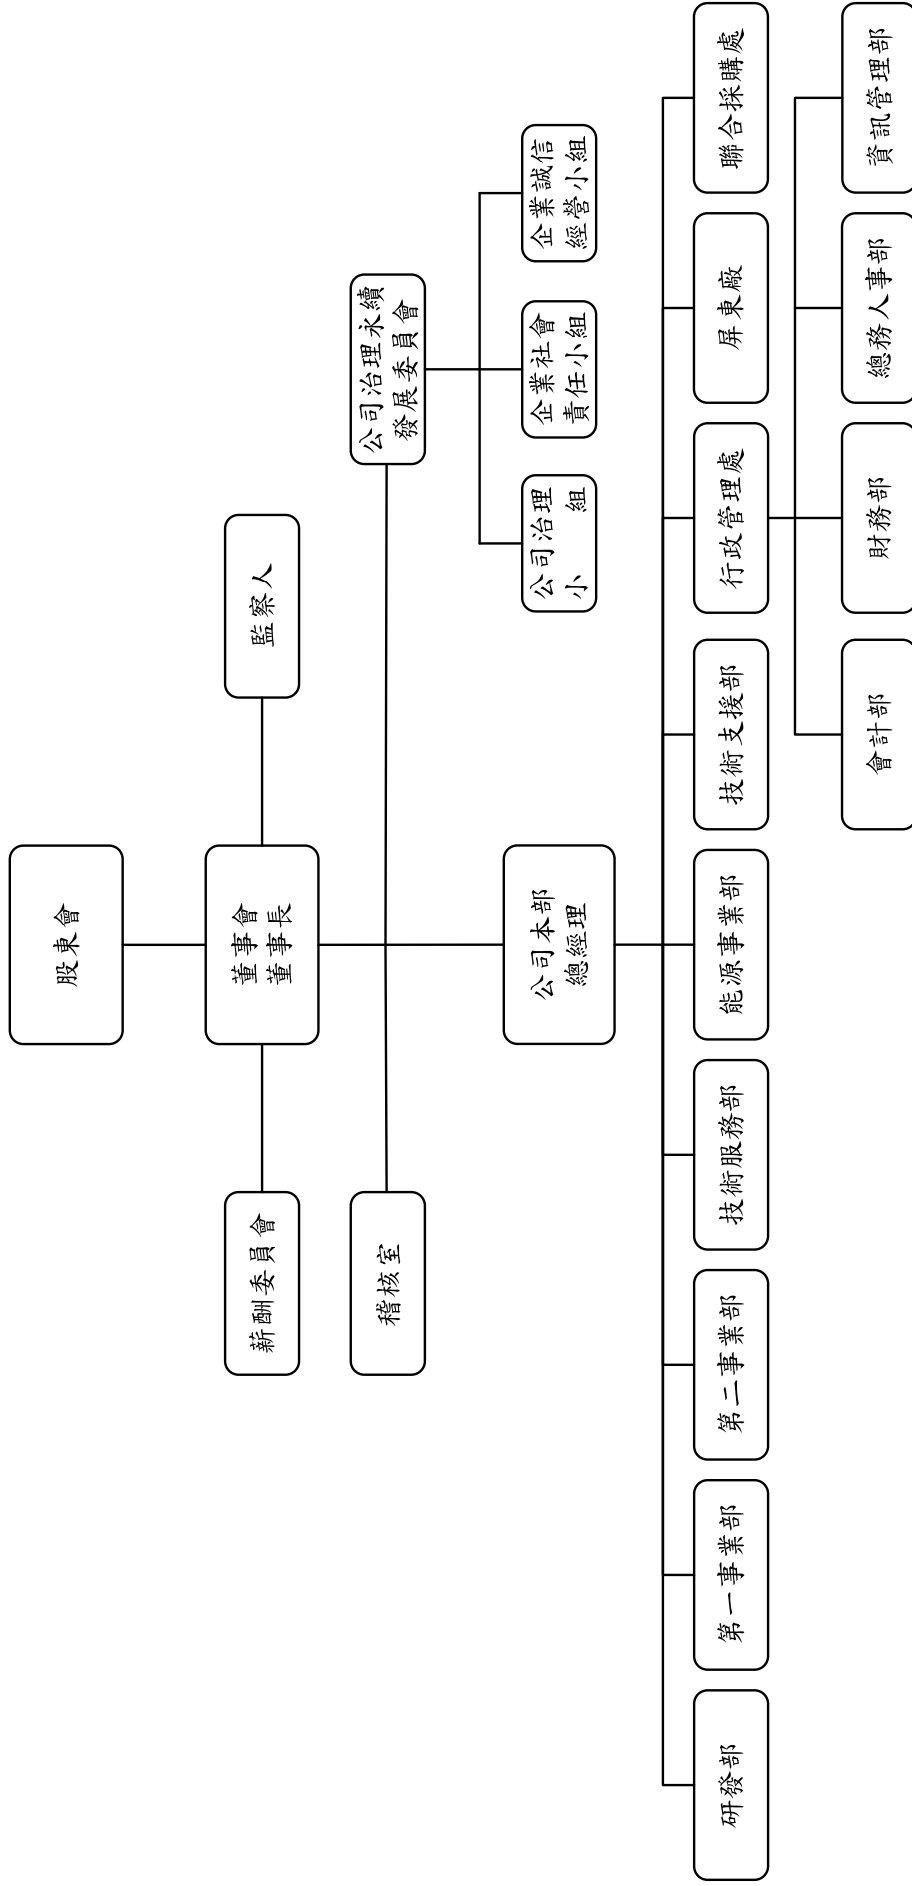 股東會
監察人
董事會
董事長
薪酬委員會
公司治理永續
發展委員會
稽核室
企業誠信
經營小組
企業社會
責任小組
公司治理
小組
公司本部
總經理
聯合採購處
屏東廠
行政管理處
技術支援部
能源事業部
技術服務部
第二事業部
第一事業部
研發部
資訊管理部
總務人事部
財務部
會計部